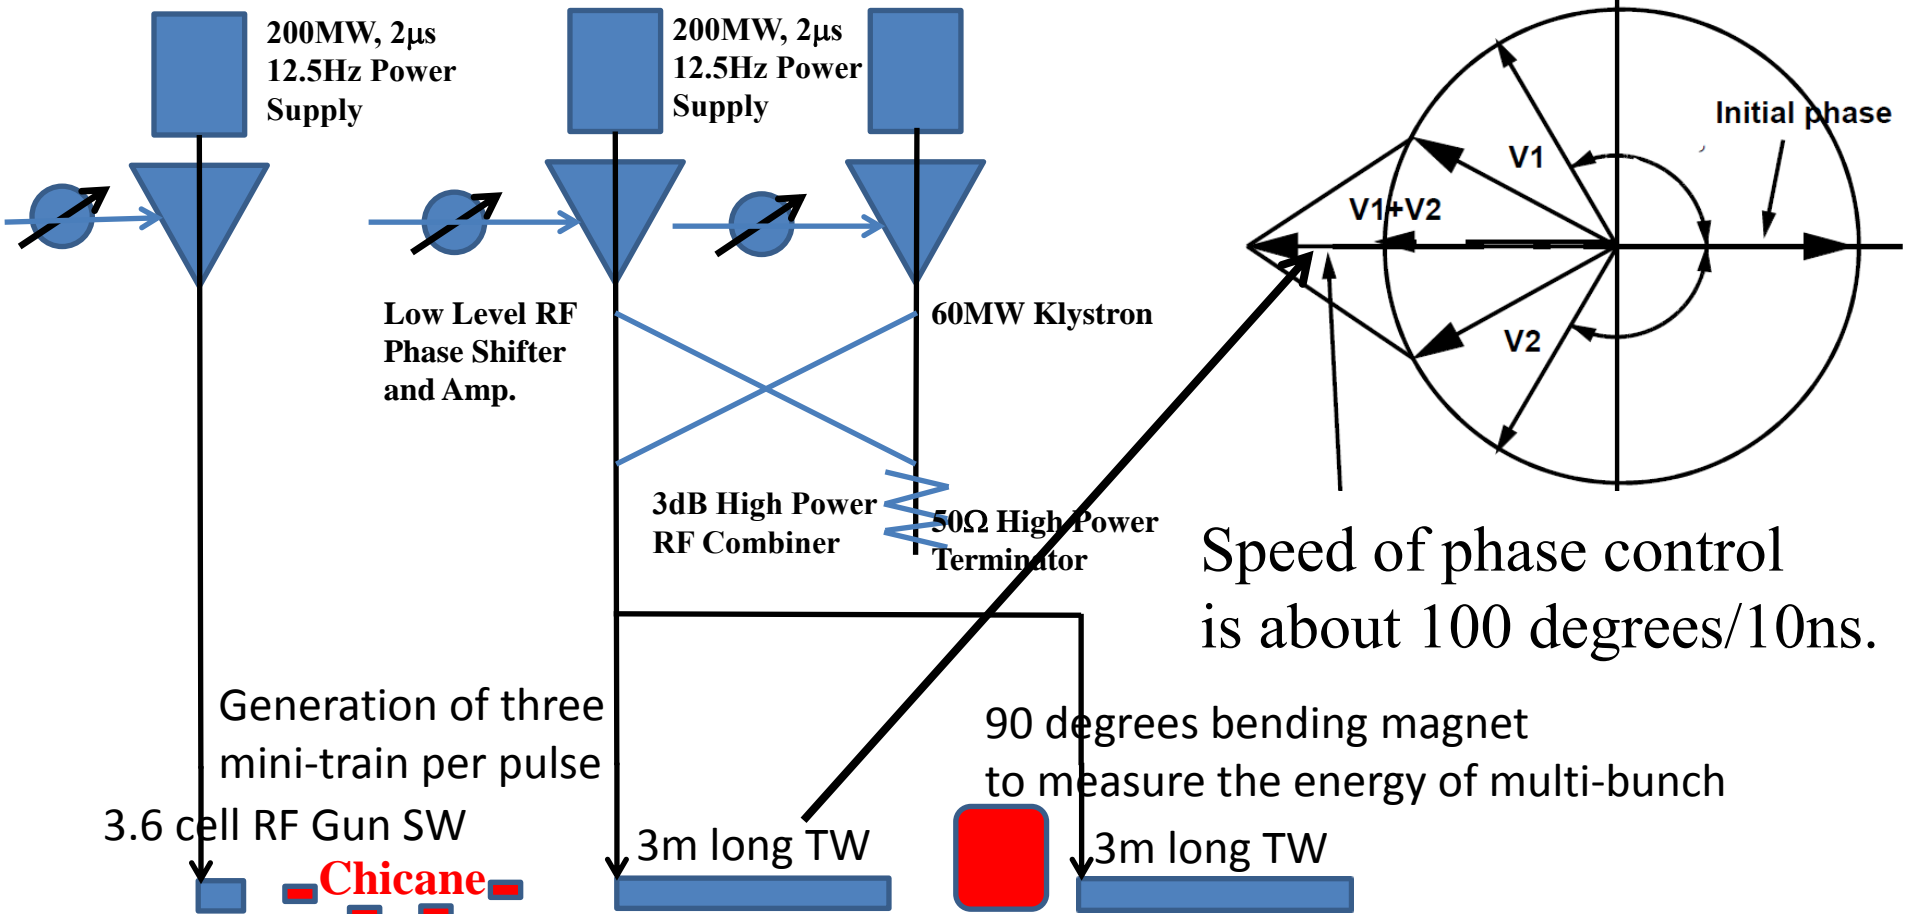 200MW, 2μs
12.5Hz Power
Supply
200MW, 2μs
12.5Hz Power
Supply
Initial phase
V1
V1+V2
V2
Low Level RF
Phase Shifter
and Amp.
60MW Klystron
3dB High Power
RF Combiner
50Ω High Power
Terminator
Speed of phase control
is about 100 degrees/10ns.
Generation of three
mini-train per pulse
90 degrees bending magnet
to measure the energy of multi-bunch
3.6 cell RF Gun SW
3m long TW
3m long TW
Chicane